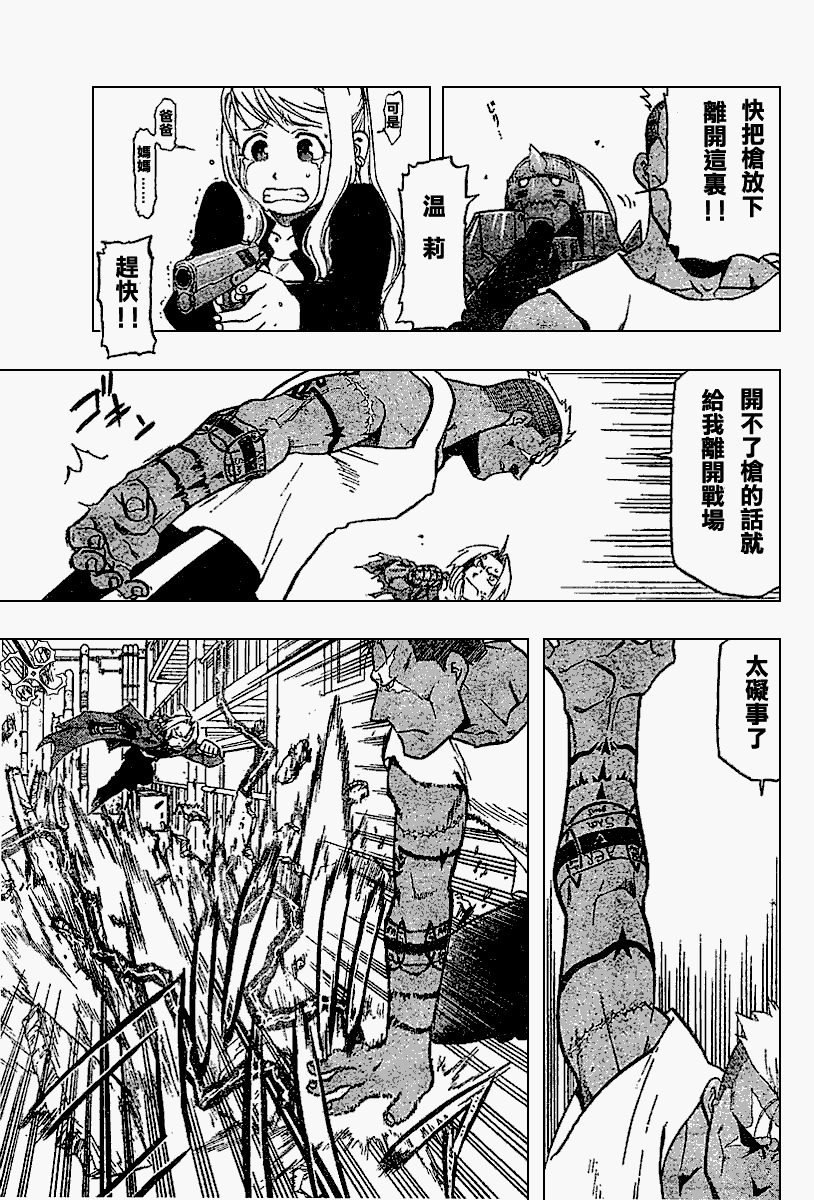 快把槍放下
離開這裏!!
じり…
溫莉
可是
爸爸
媽媽……
趕快!!
開不了槍的話就
給我離開戰場
ゴキン
太礙事了